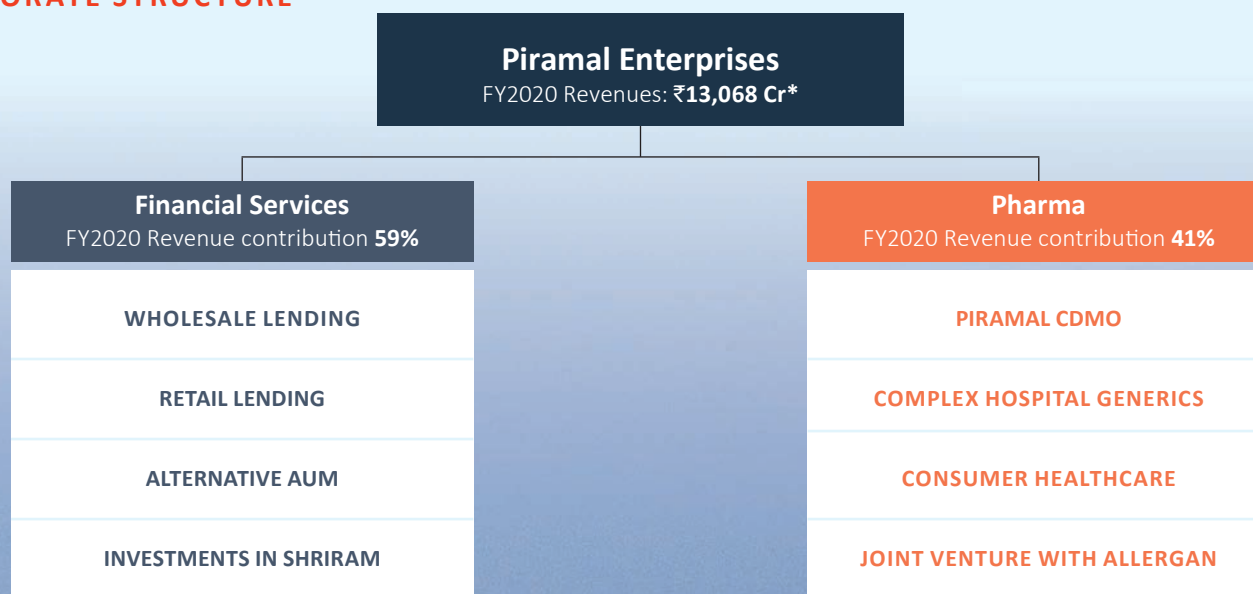 STRUCTURE
Piramal Enterprises
FY2020 Revenues: ₹13,068 Cr*
Financial Services
FY2020 Revenue contribution 59%
WHOLESALE LENDING
RETAIL LENDING
ALTERNATIVE AUM
INVESTMENTS IN SHRIRAM
Pharma
FY2020 Revenue contribution 41%
PIRAMAL CDMO
COMPLEX HOSPITAL GENERICS
CONSUMER HEALTHCARE
JOINT VENTURE WITH ALLERGAN